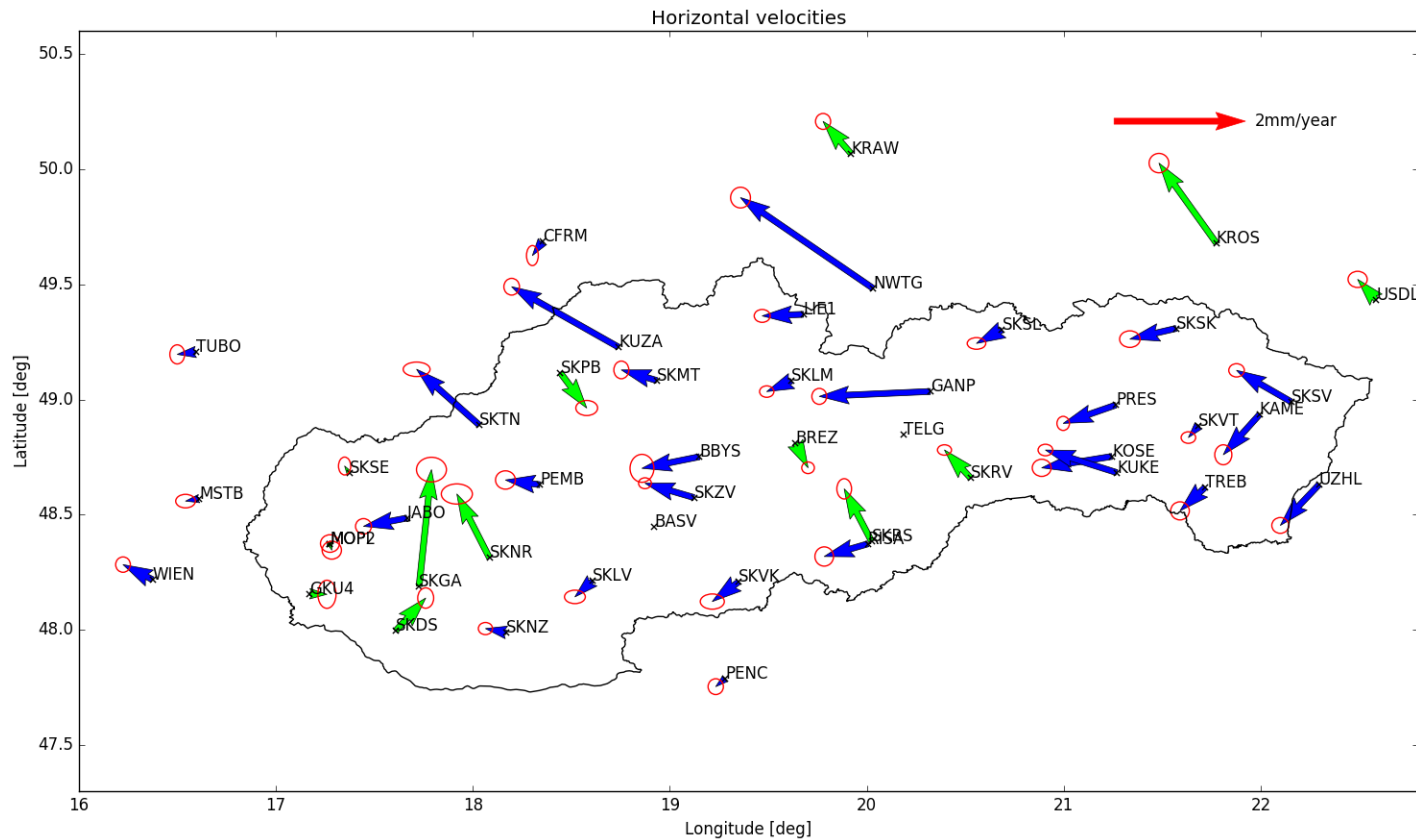 Horizontal velocities
50.5
2mm/year
KRAW
50.0
KROS
CFRM
NWTG
USDL
49.5
LIE1
SKSL
SKSK
TUBO
KUZA
SKPB
SKMT
SKLM
GANP
PRES
SKSV
KAME
49.0
SKTN
SKVT
TELG
BREZ
BBYS
KOSE
SKSE
PEMB
SKRV
KUKE
MSTB
SKZV
TREB
UZHL
48.5
JABO
BASV
MOP2
SKNR
SKBS
WIEN
SKGA
SKLV
SKVK
GKU4
48.0
SKDS
SKNZ
PENC
47.5
16
17
18
19
20
21
22
Longitude [deg]
Latitude [deg]